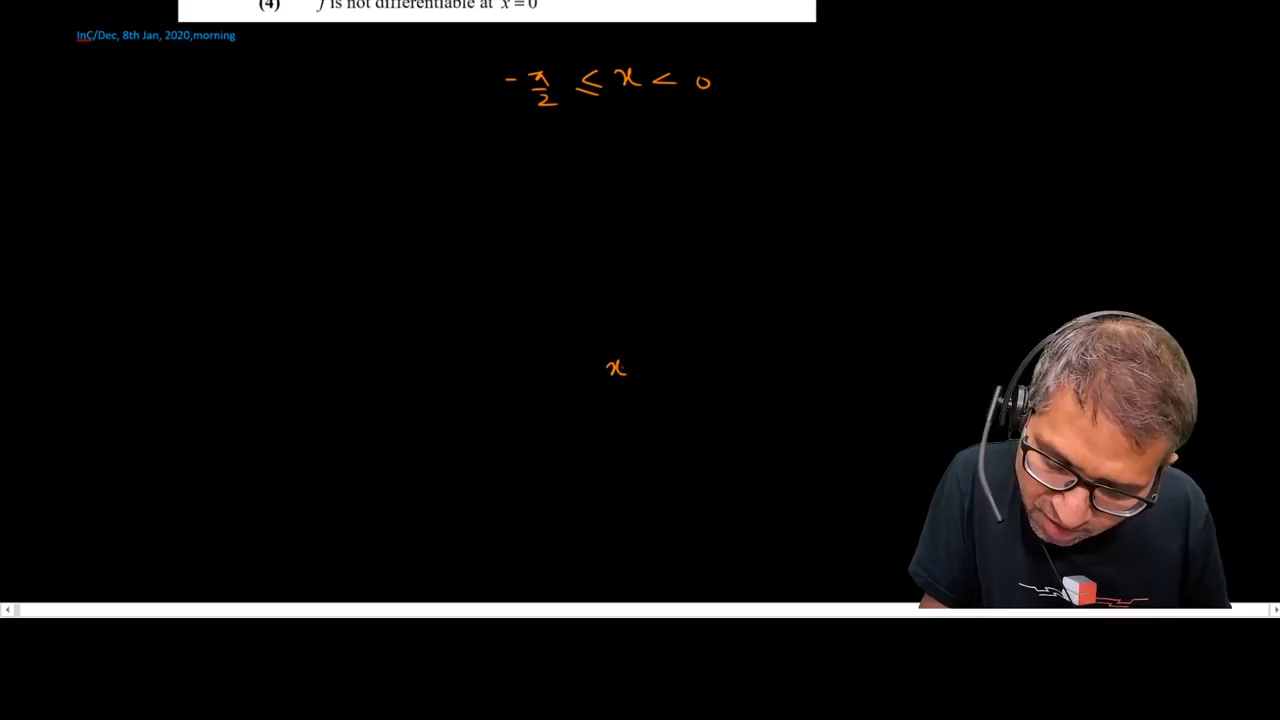 (4) f is not differentiable at x = 0
InC/Dec, 8th Jan, 2020,morning
- π/2 ≤ x < 0
x